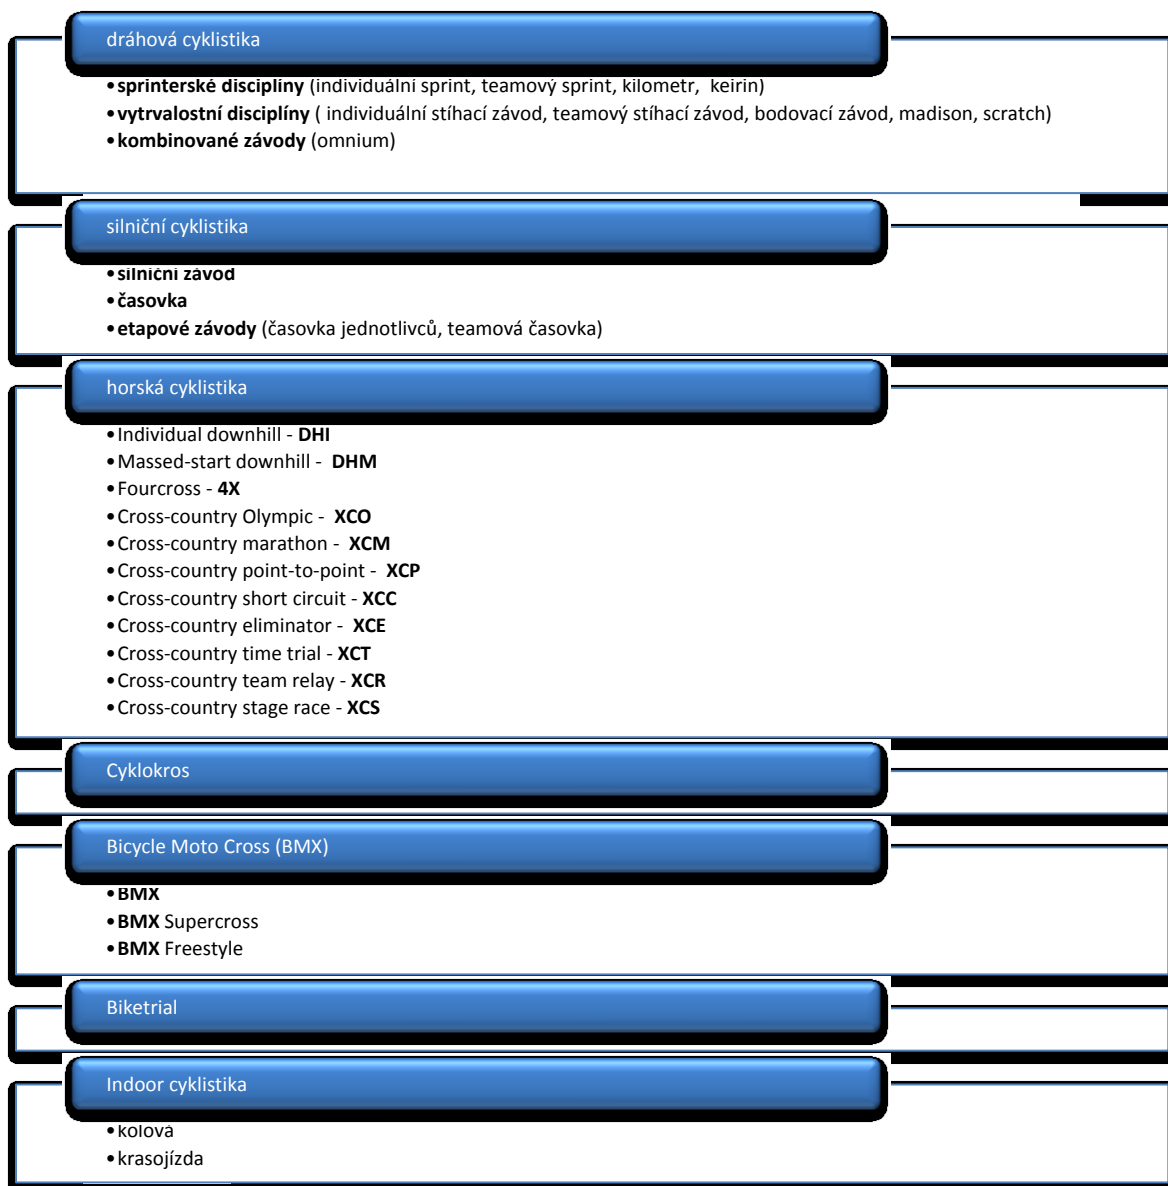 dráhová cyklistika
•sprinterské disciplíny (individuální sprint, teamový sprint, kilometr, keirin)
•vytrvalostní disciplíny ( individuální stíhací závod, teamový stíhací závod, bodovací závod, madison, scratch)
•kombinované závody (omnium)
silniční cyklistika
•silniční závod
•časovka
•etapové závody (časovka jednotlivců, teamová časovka)
horská cyklistika
•Individual downhill - DHI
•Massed-start downhill - DHM
•Fourcross - 4X
•Cross-country Olympic - XCO
•Cross-country marathon - XCM
•Cross-country point-to-point - XCP
•Cross-country short circuit - XCC
•Cross-country eliminator - XCE
•Cross-country time trial - XCT
•Cross-country team relay - XCR
•Cross-country stage race - XCS
Cyklokros
Bicycle Moto Cross (BMX)
•BMX
•BMX Supercross
•BMX Freestyle
Biketrial
Indoor cyklistika
•kolová
•krasojízda